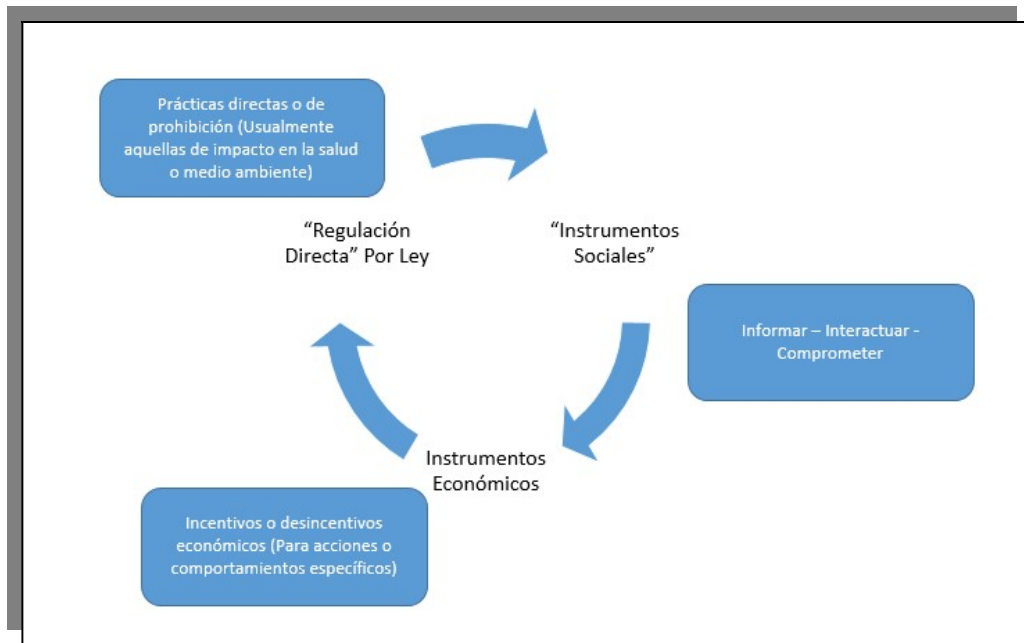 Prácticas directas o de
prohibición (Usualmente
aquellas de impacto en la salud
o medio ambiente)
“Regulación
Directa” Por Ley
“Instrumentos
Sociales”
Informar – Interactuar -
Comprometer
Instrumentos
Económicos
Incentivos o desincentivos
económicos (Para acciones o
comportamientos específicos)